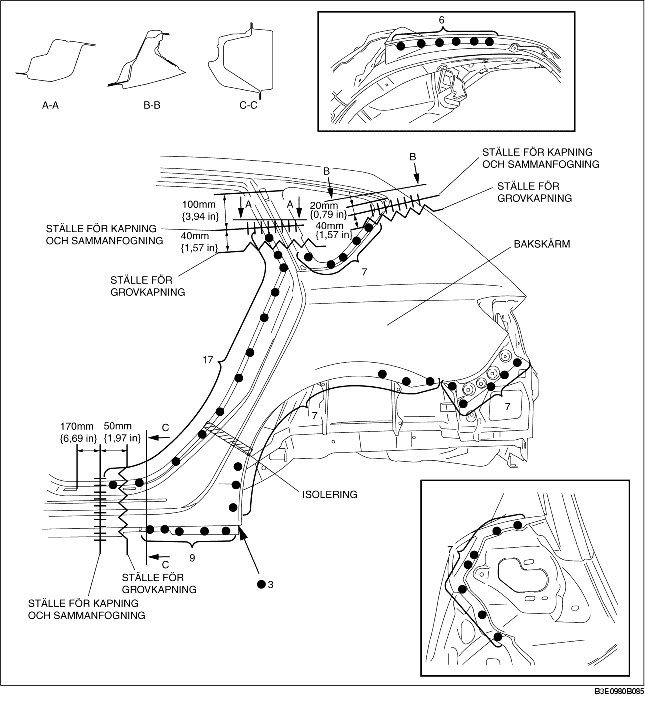 A-A
B-B
C-C
6
B
B
STÄLLE FÖR KAPNING
OCH SAMMANFOGNING
STÄLLE FÖR
GROVKAPNING
100mm
{3,94 in}
A
A
20mm
{0,79 in}
STÄLLE FÖR KAPNING
OCH SAMMANFOGNING
40mm
{1,57 in}
40mm
{1,57 in}
BAKSKÄRM
7
STÄLLE FÖR
GROVKAPNING
17
7
7
170mm
{6,69 in}
50mm
{1,97 in}
C
ISOLERING
9
C
STÄLLE FÖR
GROVKAPNING
3
STÄLLE FÖR KAPNING
OCH SAMMANFOGNING
7
B3E0980B085